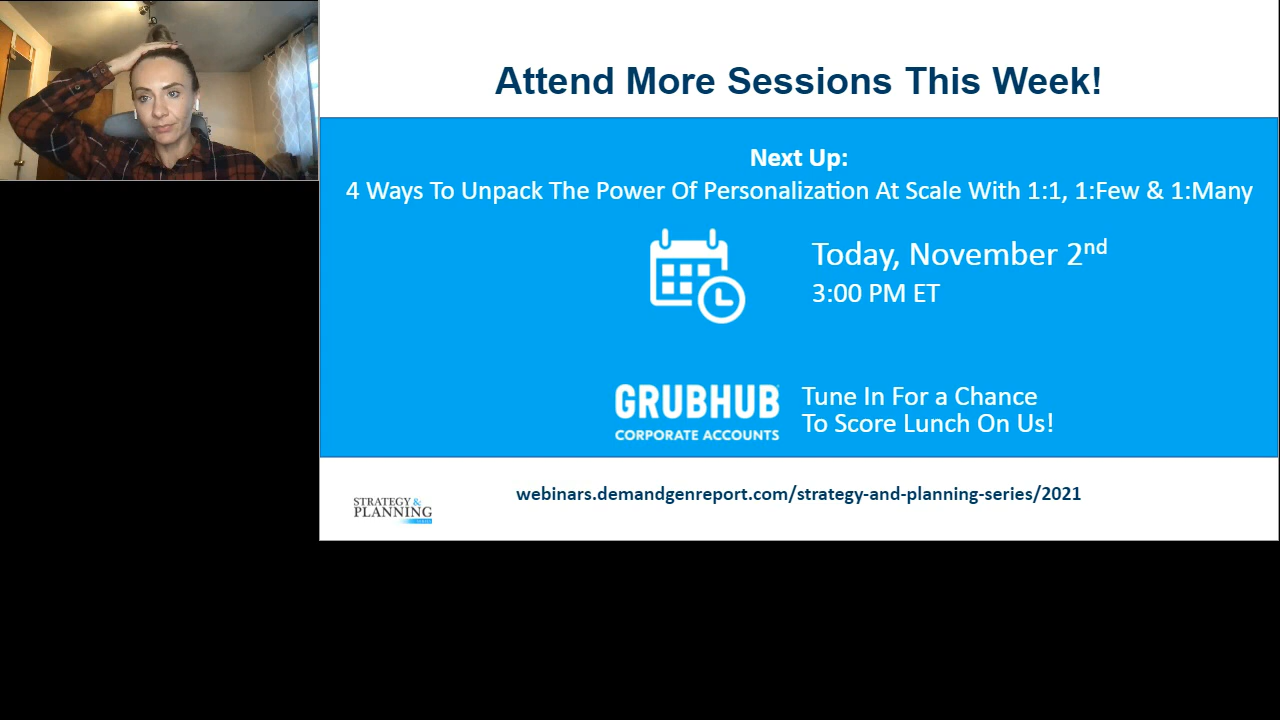 Attend More Sessions This Week!
Next Up:
4 Ways To Unpack The Power Of Personalization At Scale With 1:1, 1:Few & 1:Many
Today, November 2nd
3:00 PM ET
GRUBHUB
CORPORATE ACCOUNTS
Tune In For a Chance
To Score Lunch On Us!
webinars.demandgenreport.com/strategy-and-planning-series/2021
STRATEGY &
PLANNING
SERIES